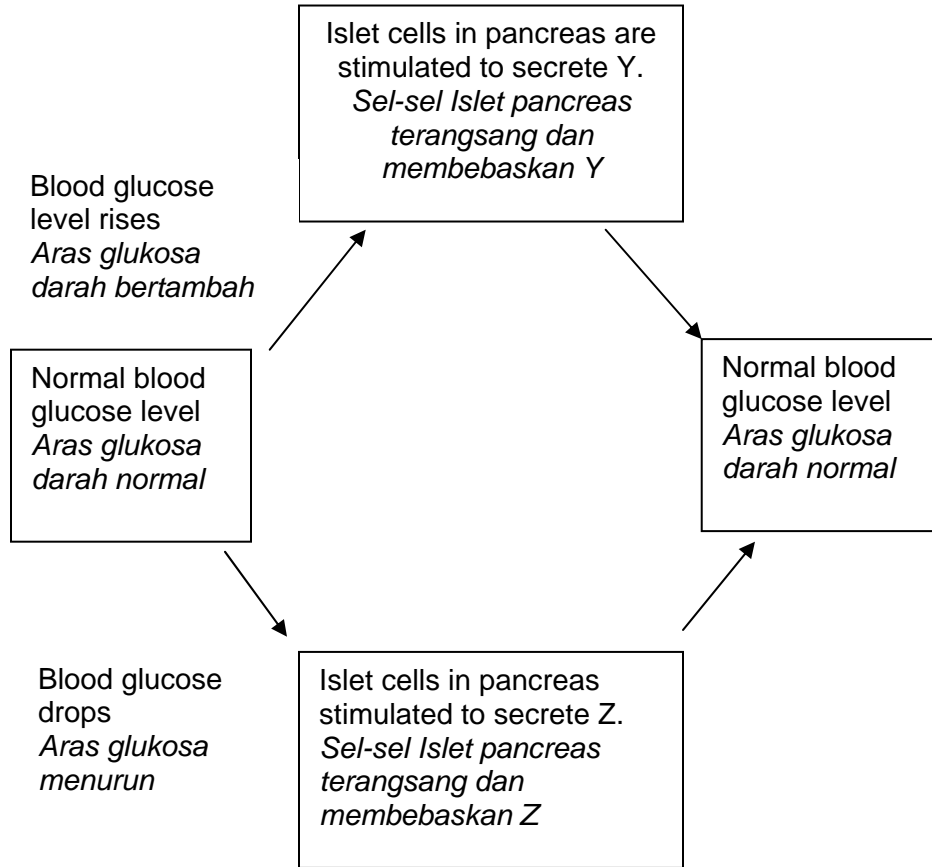 Islet cells in pancreas are
stimulated to secrete Y.
Sel-sel Islet pancreas
terangsang dan
membebaskan Y
Blood glucose
level rises
Aras glukosa
darah bertambah
Normal blood
glucose level
Aras glukosa
darah normal
Normal blood
glucose level
Aras glukosa
darah normal
Blood glucose
drops
Aras glukosa
menurun
Islet cells in pancreas
stimulated to secrete Z.
Sel-sel Islet pancreas
terangsang dan
membebaskan Z